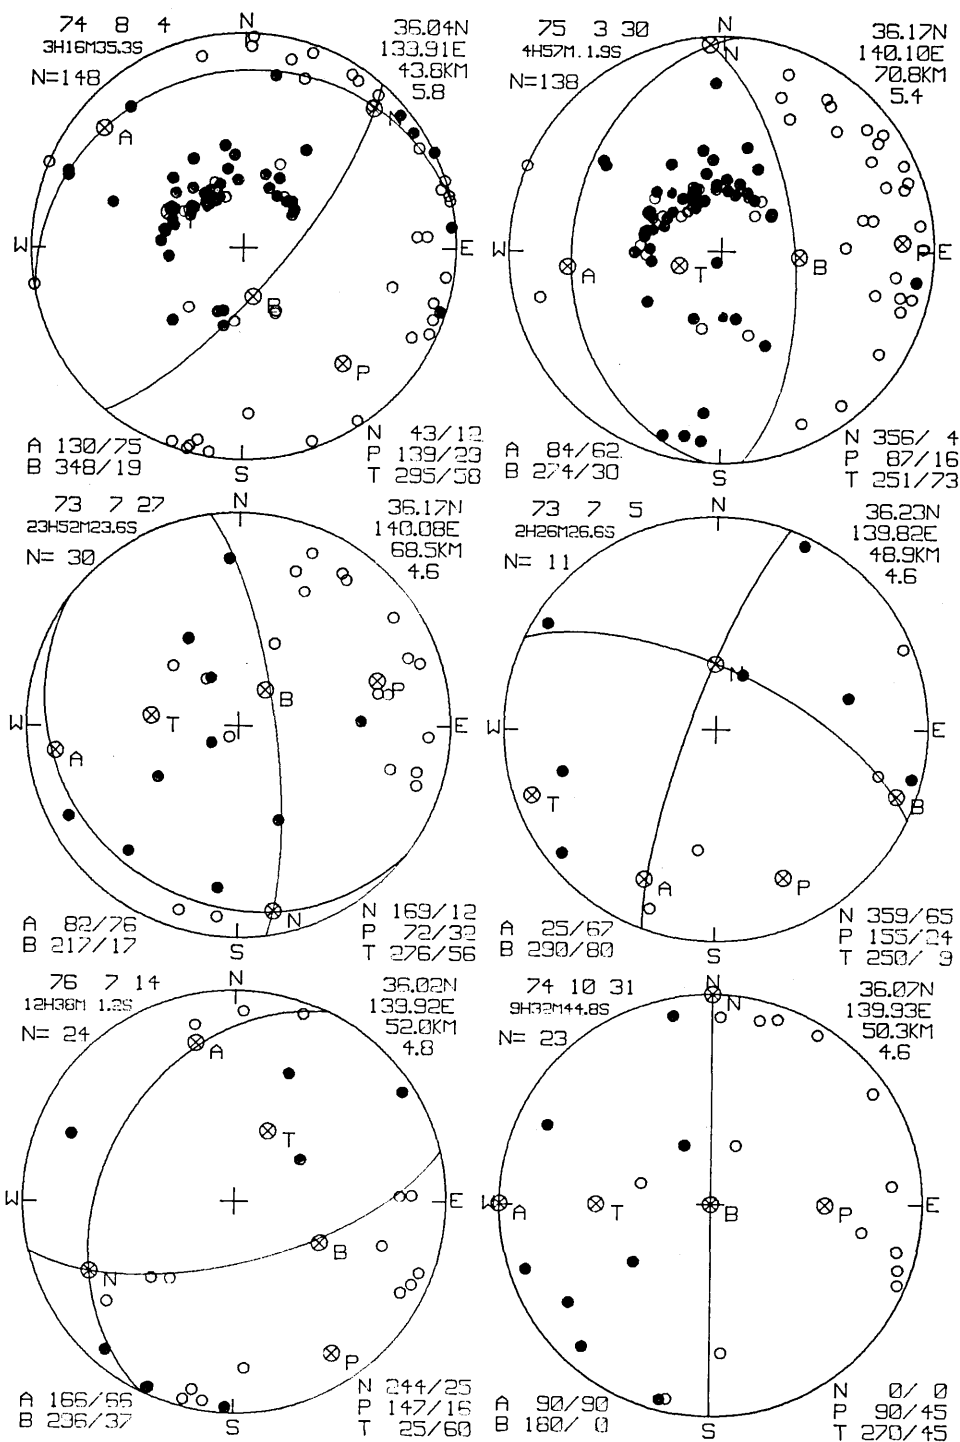 74 8 4
3H16M35.3S
N=148
36.04N
133.91E
43.8KM
5.8
N
W
E
S
A
N
B
P
A 130/75
B 348/19
N 43/12
P 139/23
T 295/58
75 3 30
4H57M 1.9S
N=138
36.17N
140.10E
70.8KM
5.4
N
N
W
E
S
A
T
B
P
A 84/62
B 274/30
N 356/ 4
P 87/16
T 251/73
73 7 27
23H52M23.6S
N= 30
36.17N
140.08E
68.5KM
4.6
N
W
E
S
B
P
T
A
N
A 82/76
B 217/17
N 169/12
P 72/32
T 276/56
73 7 5
2H26M26.6S
N= 11
36.23N
139.82E
48.9KM
4.6
N
W
E
S
N
T
B
A
P
A 25/67
B 290/80
N 359/65
P 155/24
T 250/ 9
76 7 14
12H36M 1.2S
N= 24
36.02N
139.92E
52.0KM
4.8
N
W
E
S
A
T
B
N
P
A 166/66
B 296/37
N 244/25
P 147/16
T 25/60
74 10 31
9H32M44.8S
N= 23
36.07N
139.93E
50.3KM
4.6
N
N
W
E
S
A
T
B
P
A 90/90
B 180/ 0
N 0/ 0
P 90/45
T 270/45